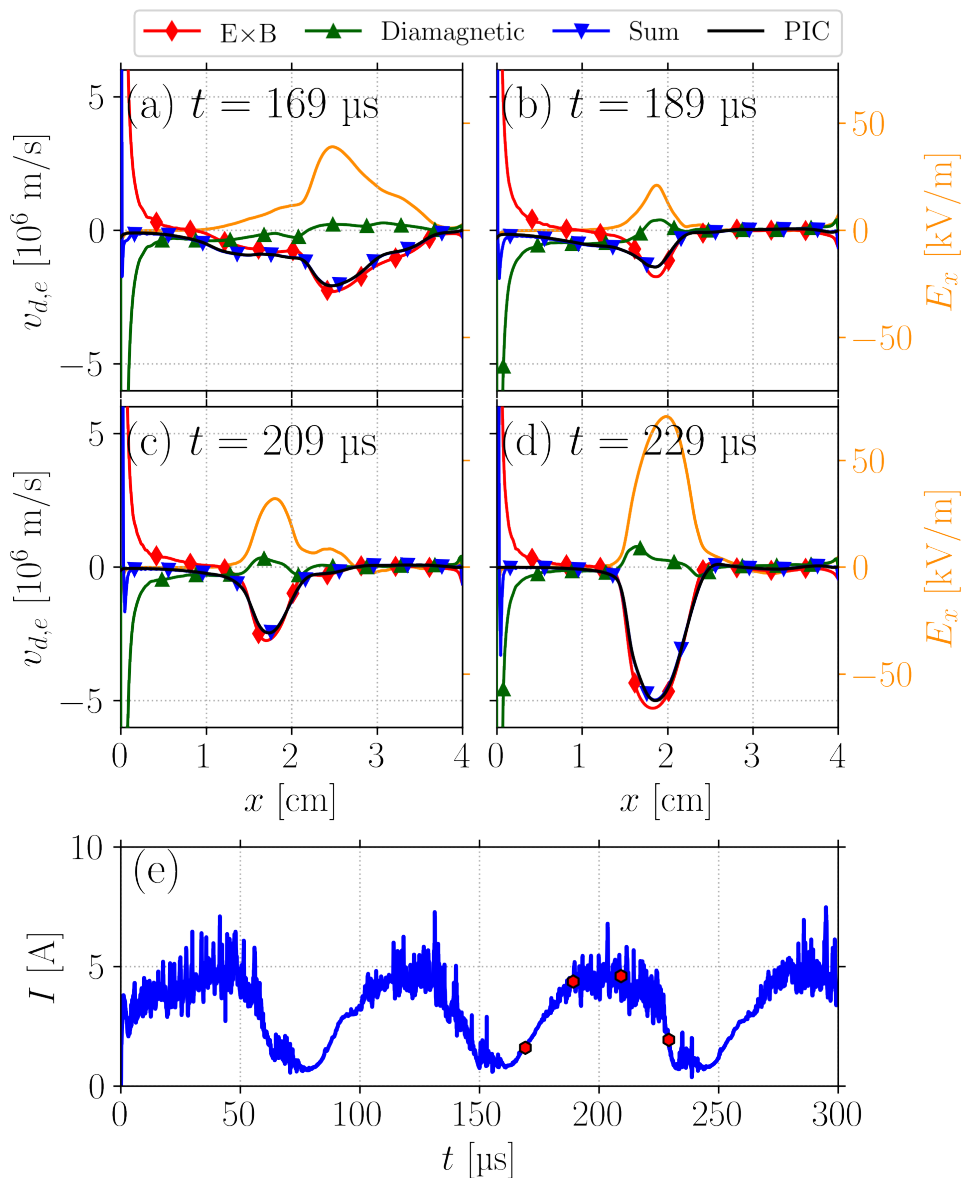 E×B Diamagnetic Sum PIC
(a) t = 169 µs
(b) t = 189 µs
5
0
−5
v_{d,e} [10^6 m/s]
50
0
−50
E_x [kV/m]
(c) t = 209 µs
(d) t = 229 µs
5
0
−5
v_{d,e} [10^6 m/s]
50
0
−50
E_x [kV/m]
0 1 2 3 4
0 1 2 3 4
x [cm]
x [cm]
(e)
10
5
0
I [A]
0 50 100 150 200 250 300
t [µs]